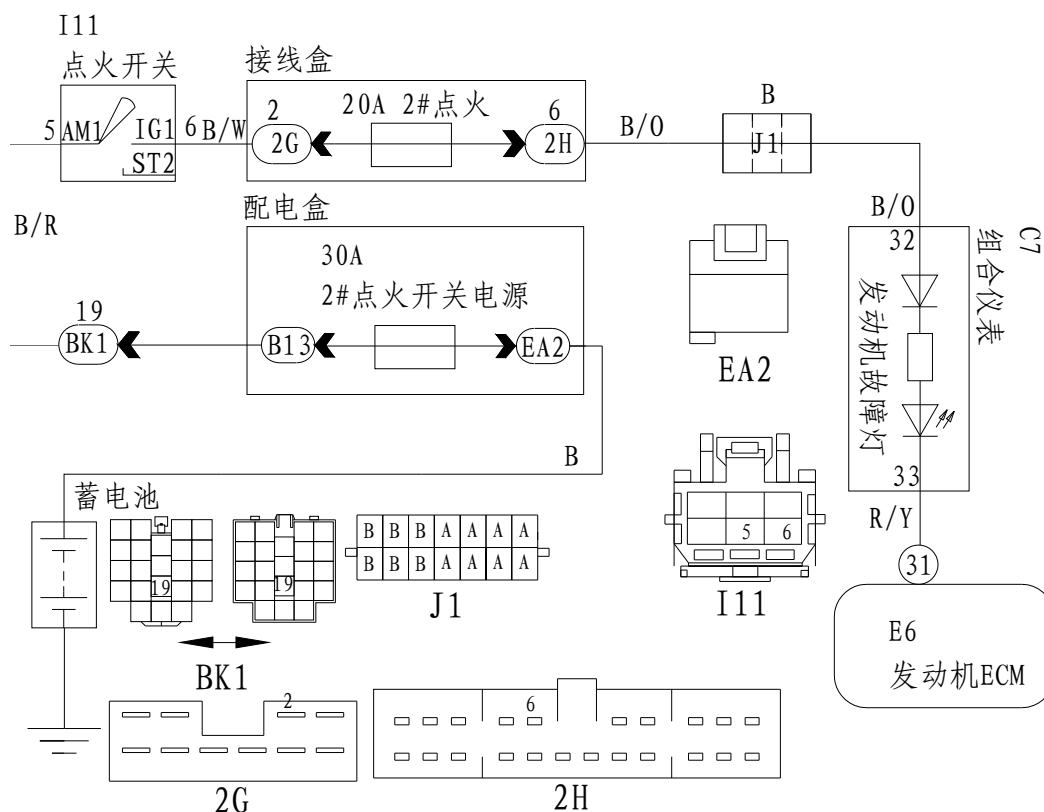 I11
点火开关
5 AM1 IG1 6 B/W
ST2
接线盒
2
2G
20A 2#点火
6
2H
B/O
B
J1
B/O
B/R
配电盒
30A
2#点火开关电源
19
BK1
B13
EA2
B
EA2
32
C7
组合仪表
发动机故障灯
33
R/Y
31
E6
发动机ECM
蓄电池
19
19
BK1
B B B A A A A A
B B B A A A A A
J1
5 6
I11
2
2G
6
2H